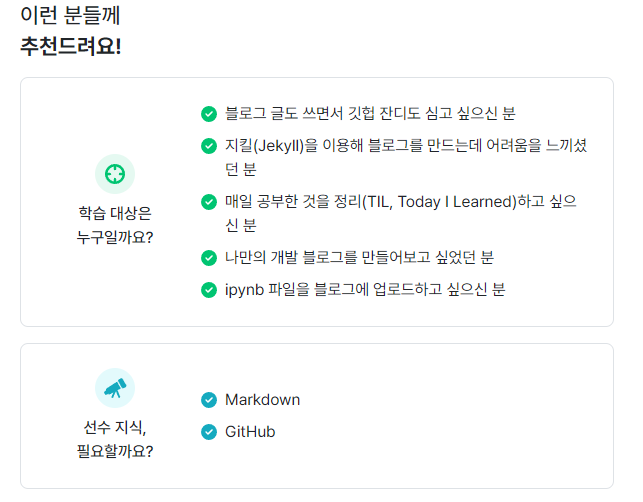 이런 분들께
추천드려요!
학습 대상은
누구일까요?
블로그 글도 쓰면서 깃헙 잔디도 심고 싶으신 분
지킬(Jekyll)을 이용해 블로그를 만드는데 어려움을 느끼셨
던 분
매일 공부한 것을 정리(TIL, Today I Learned)하고 싶으
신 분
나만의 개발 블로그를 만들어보고 싶었던 분
ipynb 파일을 블로그에 업로드하고 싶으신 분
선수 지식,
필요할까요?
Markdown
GitHub